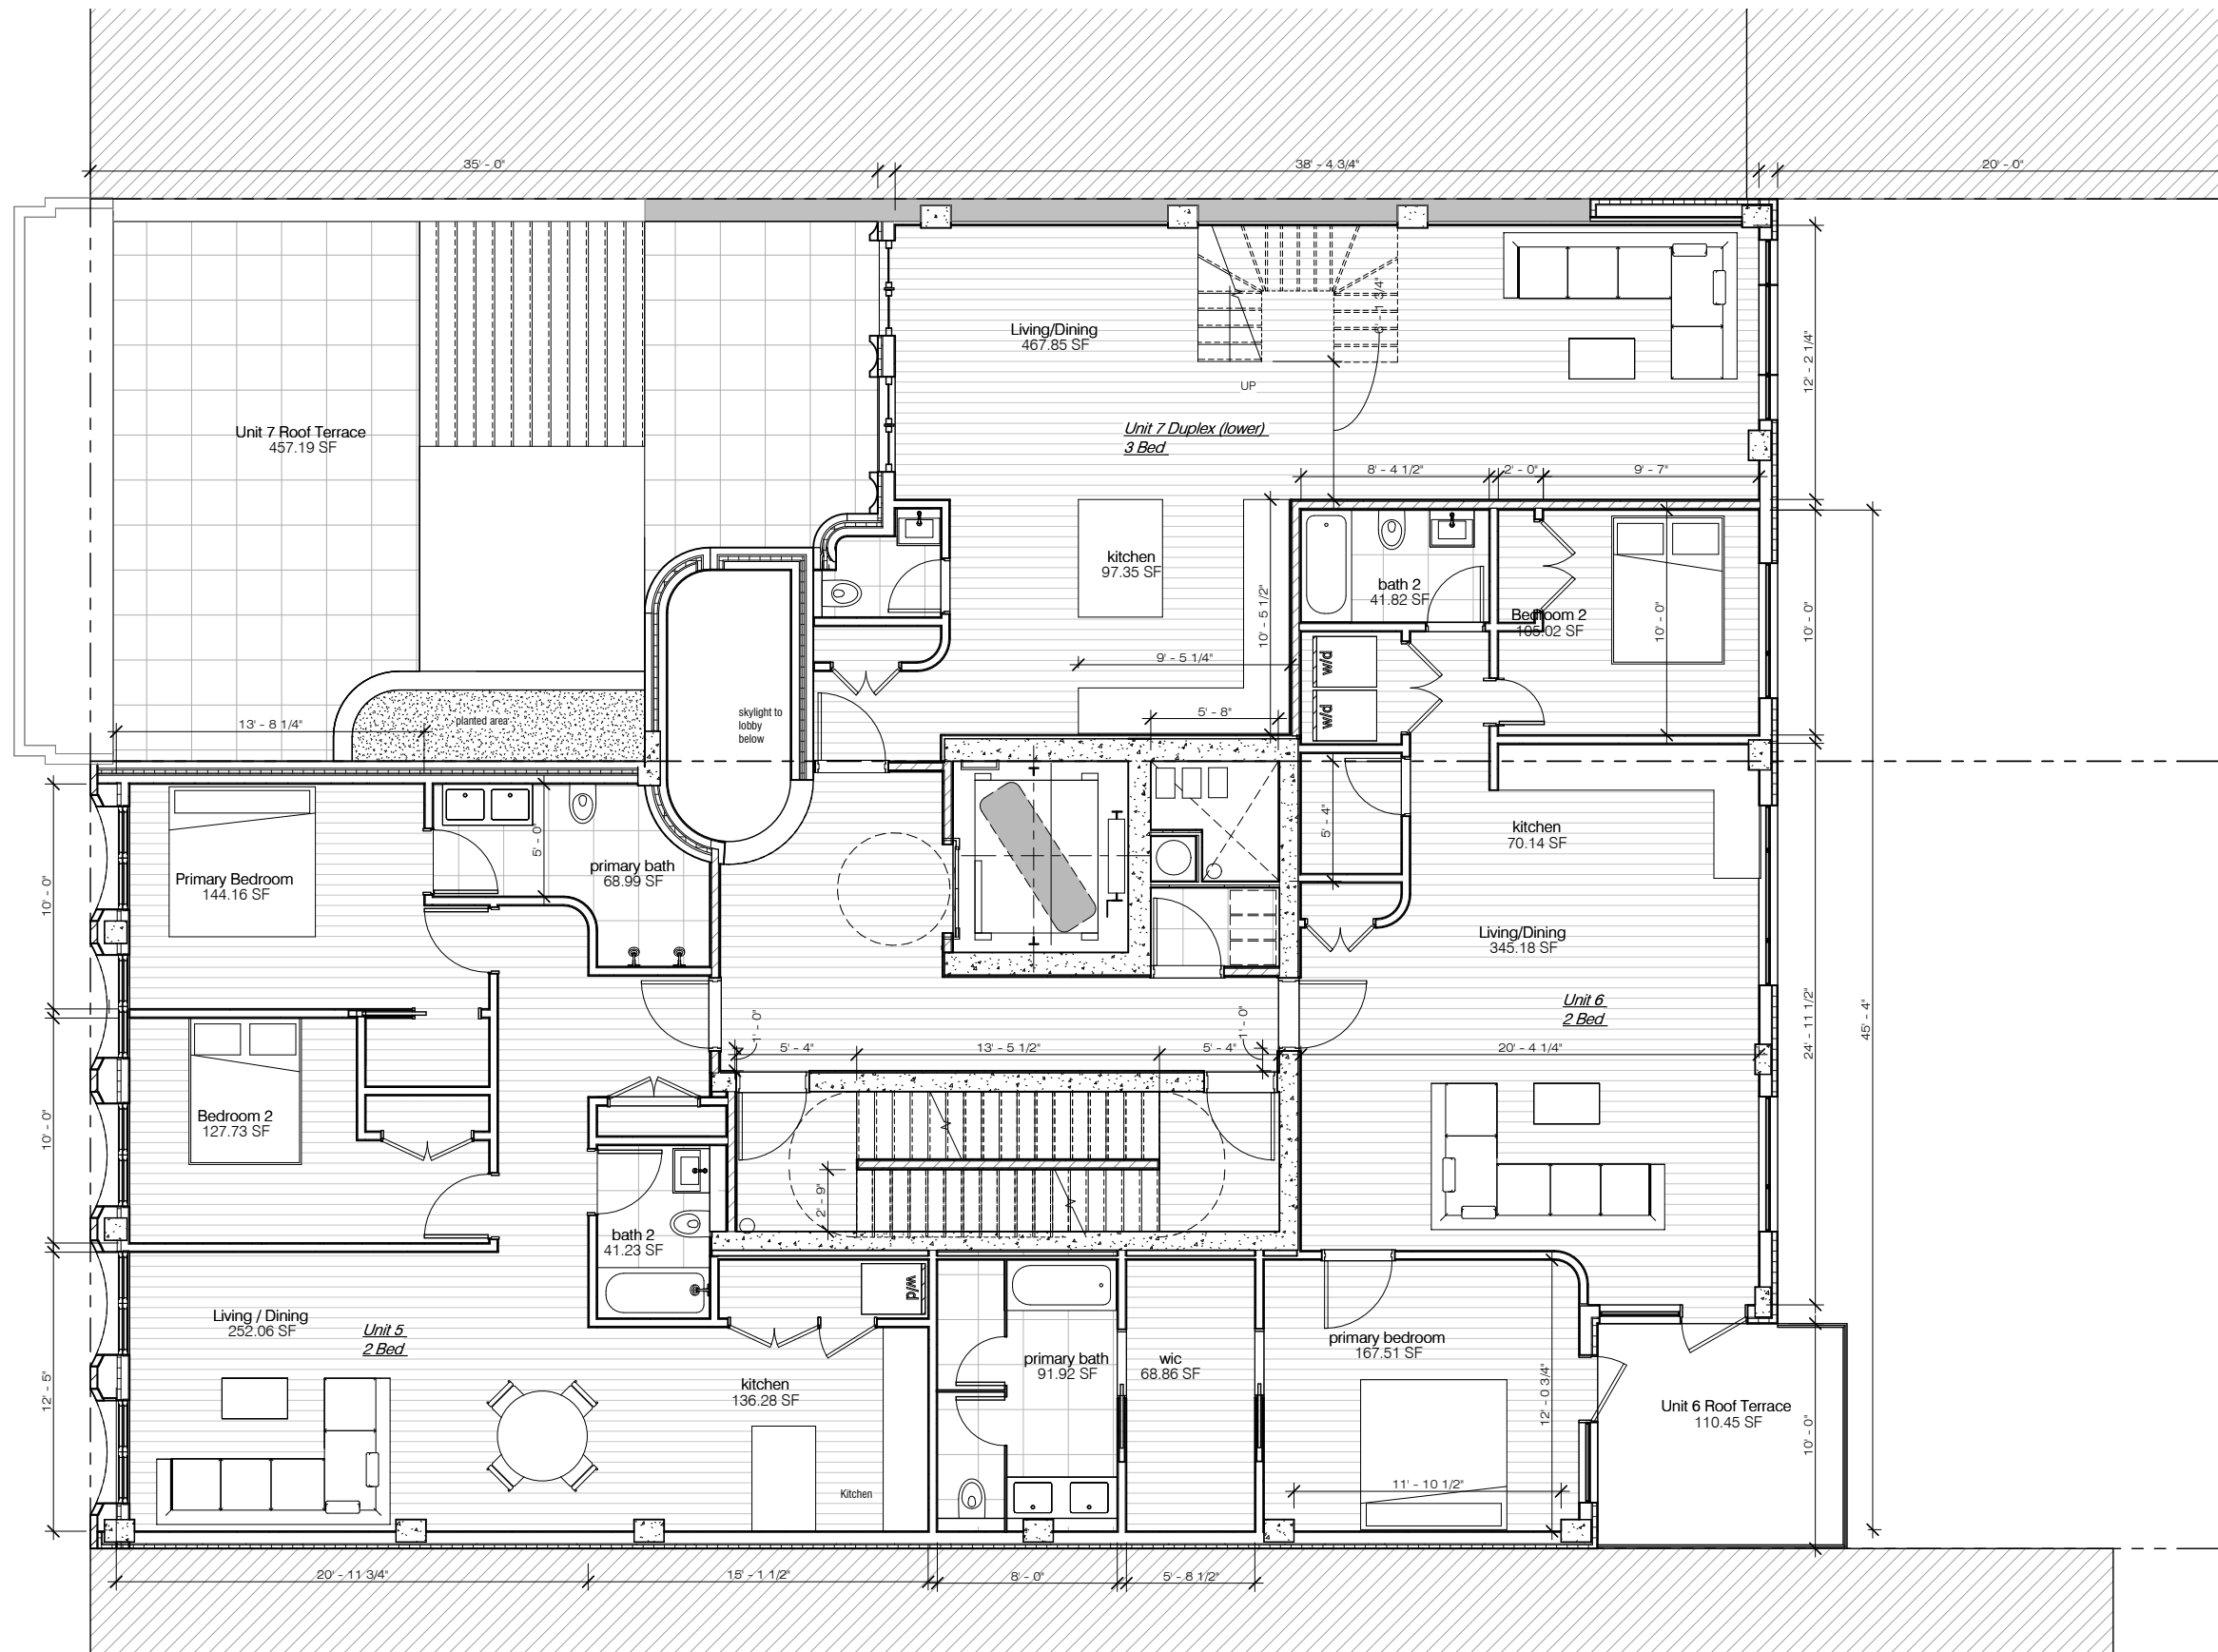 35' - 0"
38' - 4 3/4"
20' - 0"
Living/Dining
467.85 SF
12' - 2 1/4"
UP
Unit 7 Roof Terrace
457.19 SF
Unit 7 Duplex (lower)
3 Bed
8' - 4 1/2"
2' - 0"
9' - 7"
kitchen
97.35 SF
bath 2
41.82 SF
Bedroom 2
105.02 SF
10' - 0"
10' - 0"
10' - 5 1/2"
9' - 5 1/4"
w/d
w/d
skylight to
lobby
below
planted area
13' - 8 1/4"
5' - 8"
5' - 4"
kitchen
70.14 SF
5' - 0"
primary bath
68.99 SF
Primary Bedroom
144.16 SF
10' - 0"
Living/Dining
345.18 SF
Unit 6
2 Bed
24' - 11 1/2"
45' - 4"
1' - 0"
5' - 4"
13' - 5 1/2"
5' - 4"
1' - 0"
20' - 4 1/4"
Bedroom 2
127.73 SF
10' - 0"
2' - 9"
bath 2
41.23 SF
w/d
Living / Dining
252.06 SF
Unit 5
2 Bed
primary bedroom
167.51 SF
primary bath
91.92 SF
wic
68.86 SF
kitchen
136.28 SF
12' - 5"
12' - 0 3/4"
Unit 6 Roof Terrace
110.45 SF
10' - 0"
11' - 10 1/2"
Kitchen
20' - 11 3/4"
15' - 1 1/2"
8' - 0"
5' - 8 1/2"